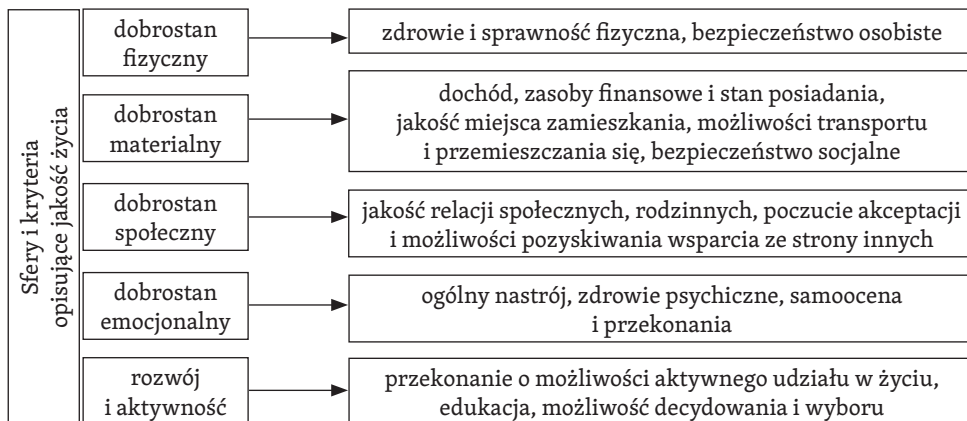 Sfery i kryteria
opisujące jakość życia
dobrostan
fizyczny
zdrowie i sprawność fizyczna, bezpieczeństwo osobiste
dobrostan
materialny
dochód, zasoby finansowe i stan posiadania,
jakość miejsca zamieszkania, możliwości transportu
i przemieszczania się, bezpieczeństwo socjalne
dobrostan
społeczny
jakość relacji społecznych, rodzinnych, poczucie akceptacji
i możliwości pozyskiwania wsparcia ze strony innych
dobrostan
emocjonalny
ogólny nastrój, zdrowie psychiczne, samoocena
i przekonania
rozwój
i aktywność
przekonanie o możliwości aktywnego udziału w życiu,
edukacja, możliwość decydowania i wyboru